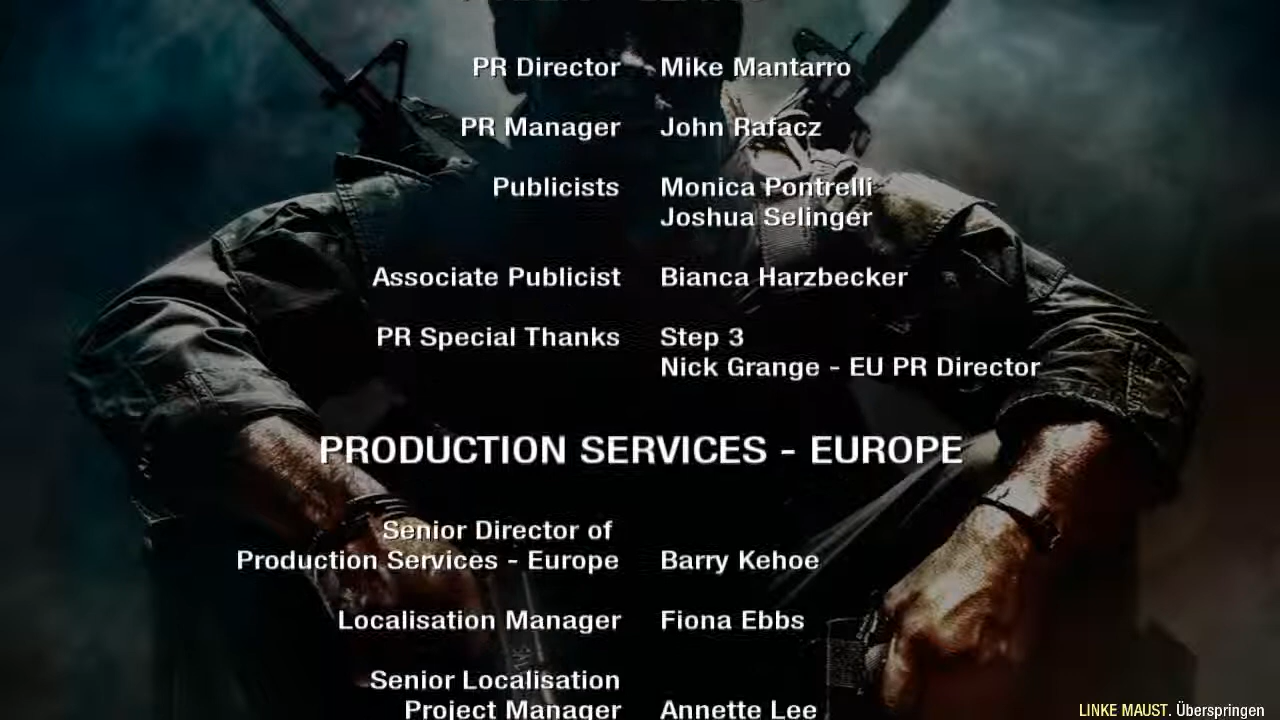 PR Director Mike Mantarro
PR Manager John Rafacz
Publicists Monica Pontrelli
Joshua Selinger
Associate Publicist Bianca Harzbecker
PR Special Thanks Step 3
Nick Grange - EU PR Director
PRODUCTION SERVICES - EUROPE
Senior Director of
Production Services - Europe Barry Kehoe
Localisation Manager Fiona Ebbs
Senior Localisation
Project Manager Annette Lee
LINKE MAUST. Überspringen